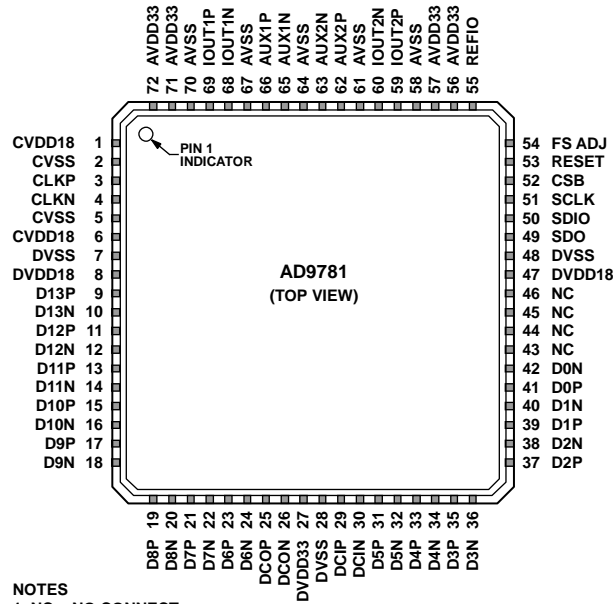 72 AVDD33
71 AVDD33
70 AVSS
69 IOUT1P
68 IOUT1N
67 AVSS
66 AUX1P
65 AUX1N
64 AVSS
63 AUX2N
62 AUX2P
61 AVSS
60 IOUT2N
59 IOUT2P
58 AVSS
57 AVDD33
56 AVDD33
55 REFIO
CVDD18 1
CVSS 2
CLKP 3
CLKN 4
CVSS 5
CVDD18 6
DVSS 7
DVDD18 8
D13P 9
D13N 10
D12P 11
D12N 12
D11P 13
D11N 14
D10P 15
D10N 16
D9P 17
D9N 18
PIN 1
INDICATOR
AD9781
(TOP VIEW)
54 FS ADJ
53 RESET
52 CSB
51 SCLK
50 SDIO
49 SDO
48 DVSS
47 DVDD18
46 NC
45 NC
44 NC
43 NC
42 D0N
41 D0P
40 D1N
39 D1P
38 D2N
37 D2P
D8P 19
D8N 20
D7P 21
D7N 22
D6P 23
D6N 24
DCOP 25
DCON 26
DVDD33 27
DVSS 28
DCIP 29
DCIN 30
D5P 31
D5N 32
D4P 33
D4N 34
D3P 35
D3N 36
NOTES